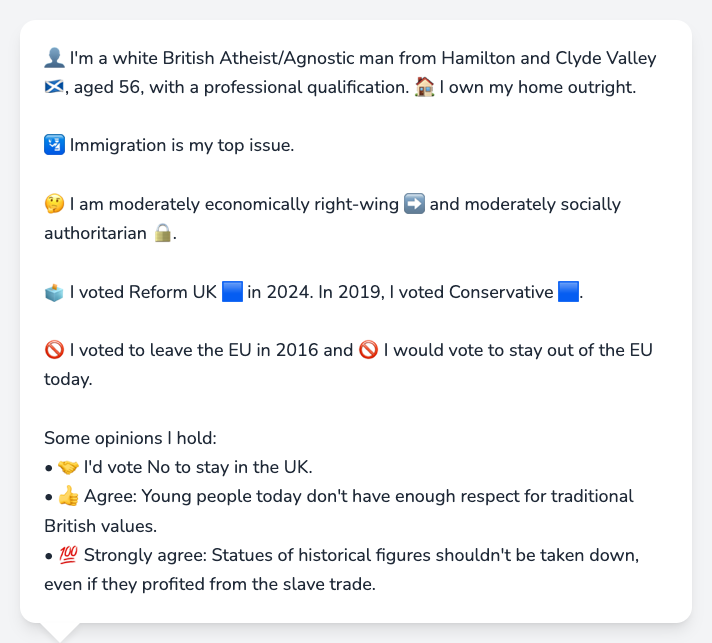 👤 I'm a white British Atheist/Agnostic man from Hamilton and Clyde Valley
🏴󠁧󠁢󠁳󠁣󠁴󠁿, aged 56, with a professional qualification. 🏠 I own my home outright.
🛂 Immigration is my top issue.
🤔 I am moderately economically right-wing ➡️ and moderately socially
authoritarian 🔒.
🗳️ I voted Reform UK 🟦 in 2024. In 2019, I voted Conservative 🟦.
🚫 I voted to leave the EU in 2016 and 🚫 I would vote to stay out of the EU
today.
Some opinions I hold:
• 🤝 I'd vote No to stay in the UK.
• 👍 Agree: Young people today don't have enough respect for traditional
British values.
• 💯 Strongly agree: Statues of historical figures shouldn't be taken down,
even if they profited from the slave trade.